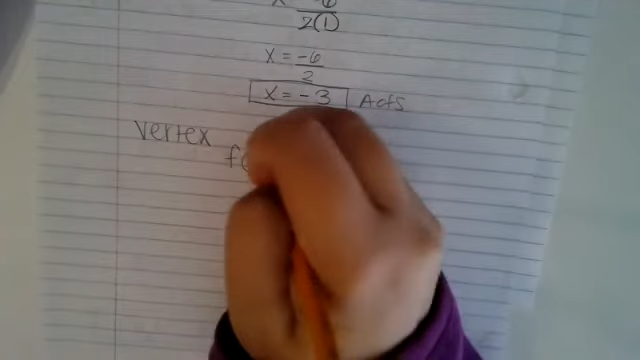 2(1)
x = -6/2
x = -3 Aofs
vertex
f(